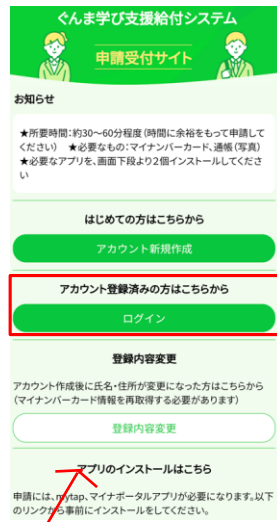 ぐんま学び支援給付システム
申請受付サイト
お知らせ
★所要時間:約30~60分程度(時間に余裕をもって申請して
ください) ★必要なもの:マイナンバーカード、通帳(写真)
★必要なアプリを、画面下段より2個インストールしてくださ
い
はじめての方はこちらから
アカウント新規作成
アカウント登録済みの方はこちらから
ログイン
登録内容変更
アカウント作成後に氏名・住所が変更になった方はこちらから
(マイナンバーカード情報を再取得する必要があります)
登録内容変更
アプリのインストールはこちら
申請には、mytap、マイナポータルアプリが必要になります。以下
のリンクから事前にインストールをしてください。